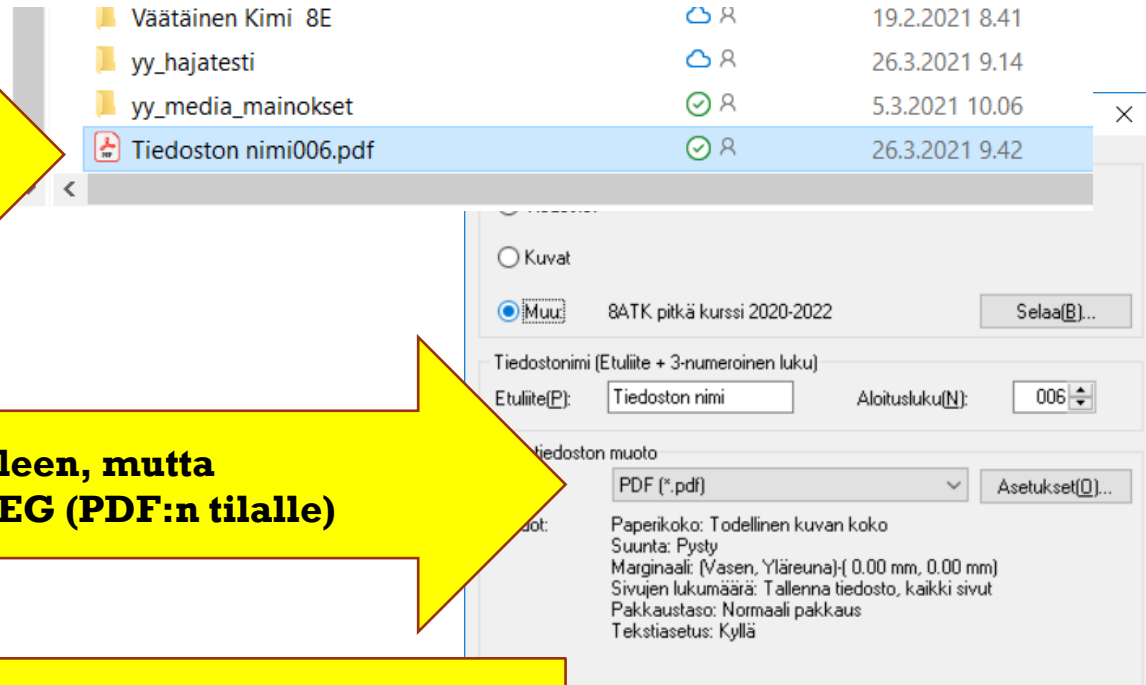 Väätäinen Kimi 8E 19.2.2021 8.41
yy_hajatesti 26.3.2021 9.14
yy_media_mainokset 5.3.2021 10.06
Tiedoston nimi006.pdf 26.3.2021 9.42
Kuvat
Muu: 8ATK pitkä kurssi 2020-2022 Selaa(B)...
Tiedostonimi (Etuliite + 3-numeroinen luku)
Etuliite(P): Tiedoston nimi Aloitusluku(N): 006
tiedoston muoto
PDF (*.pdf) Asetukset(O)...
leen, mutta
EG (PDF:n tilalle)
dot: Paperikoko: Todellinen kuvan koko
Suunta: Pysty
Marginaali: (Vasen, Yläreuna)-( 0.00 mm, 0.00 mm)
Sivujen lukumäärä: Tallenna tiedosto, kaikki sivut
Pakkaustaso: Normaali pakkaus
Tekstiasetus: Kyllä